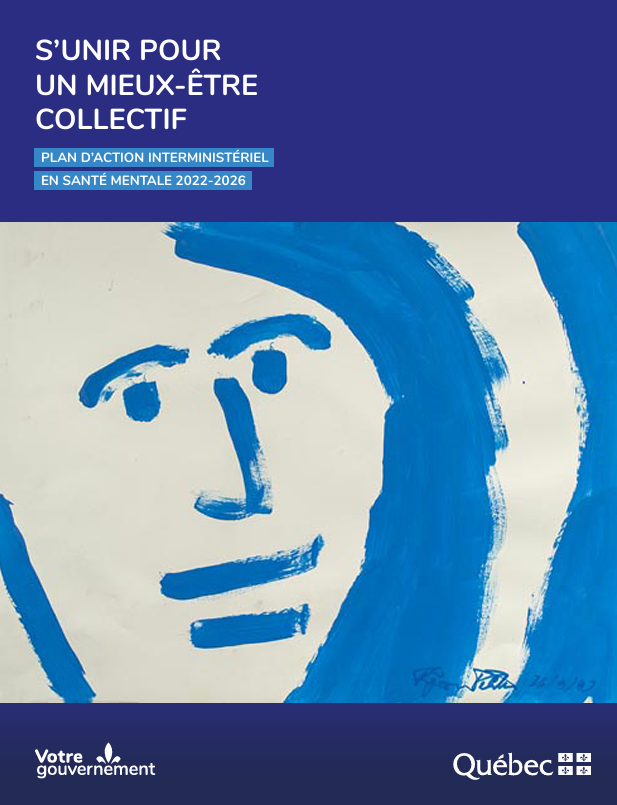 S’UNIR POUR
UN MIEUX-ÊTRE
COLLECTIF
PLAN D’ACTION INTERMINISTÉRIEL
EN SANTÉ MENTALE 2022-2026
Votre
gouvernement
Québec